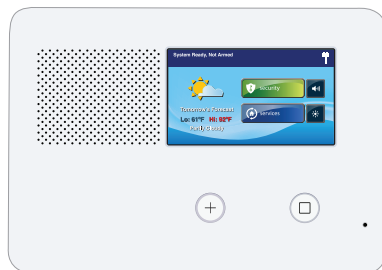 System Ready, Not Armed
Security
Tomorrow's Forecast
Lo: 61°F Hi: 82°F
Services
Partly Cloudy